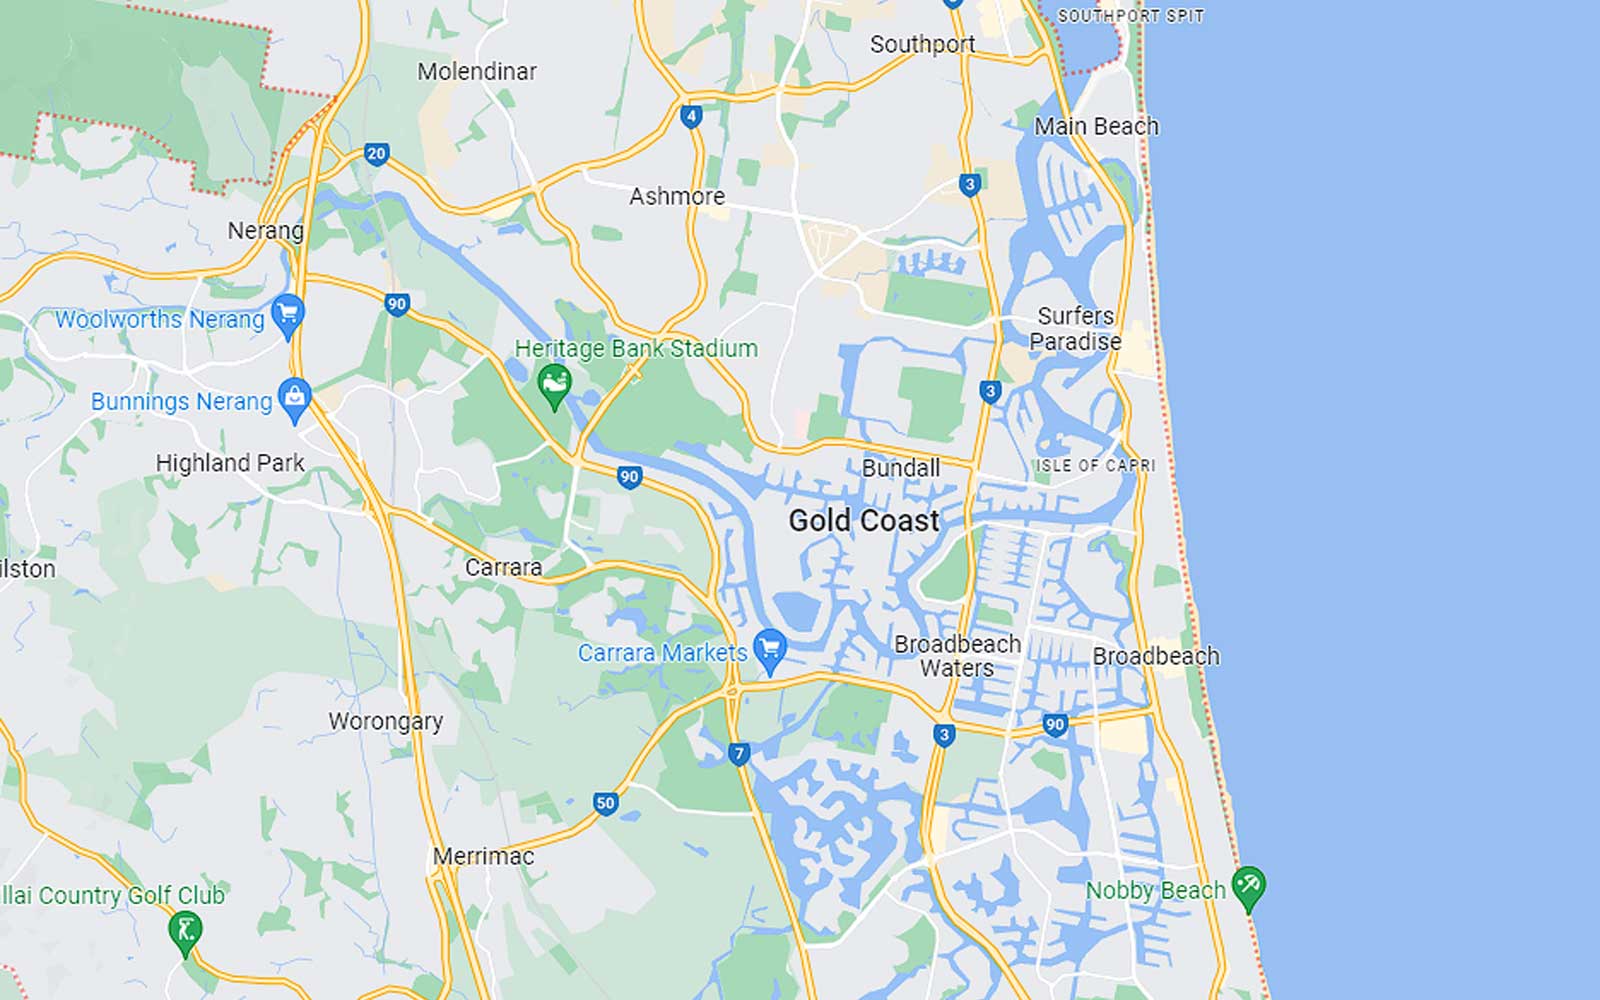 SOUTHPORT SPIT
Southport
Molendinar
4
Main Beach
20
3
Ashmore
Nerang
90
Woolworths Nerang
Surfers
Paradise
Heritage Bank Stadium
3
Bunnings Nerang
Highland Park
Bundall
ISLE OF CAPRI
90
Gold Coast
ilston
Carrara
Carrara Markets
Broadbeach
Waters
Broadbeach
Worongary
90
3
7
50
Merrimac
Nobby Beach
llai Country Golf Club